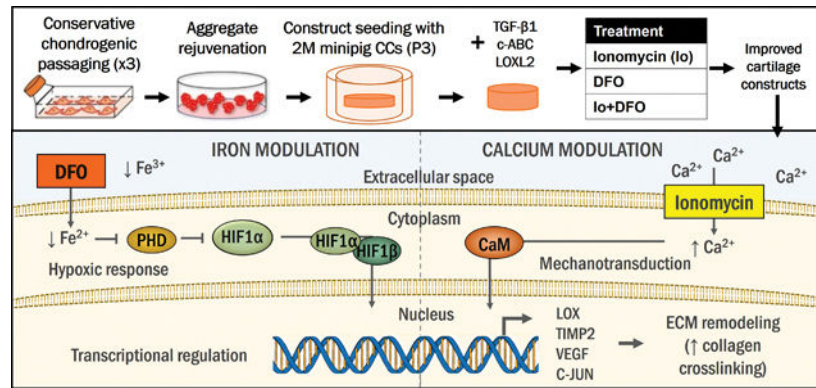 Conservative
chondrogenic
passaging (x3)
Aggregate
rejuvenation
Construct seeding with
2M minipig CCs (P3)
+
TGF-β1
c-ABC
LOXL2
Treatment
Ionomycin (Io)
DFO
Io+DFO
Improved
cartilage
constructs
IRON MODULATION
CALCIUM MODULATION
DFO
↓ Fe³⁺
Extracellular space
Ca²⁺
Ca²⁺
Ca²⁺
Ionomycin
Cytoplasm
↓ Fe²⁺
PHD
HIF1α
HIF1α
HIF1β
CaM
↑ Ca²⁺
Hypoxic response
Mechanotransduction
Nucleus
Transcriptional regulation
LOX
TIMP2
VEGF
C-JUN
ECM remodeling
(↑ collagen
crosslinking)